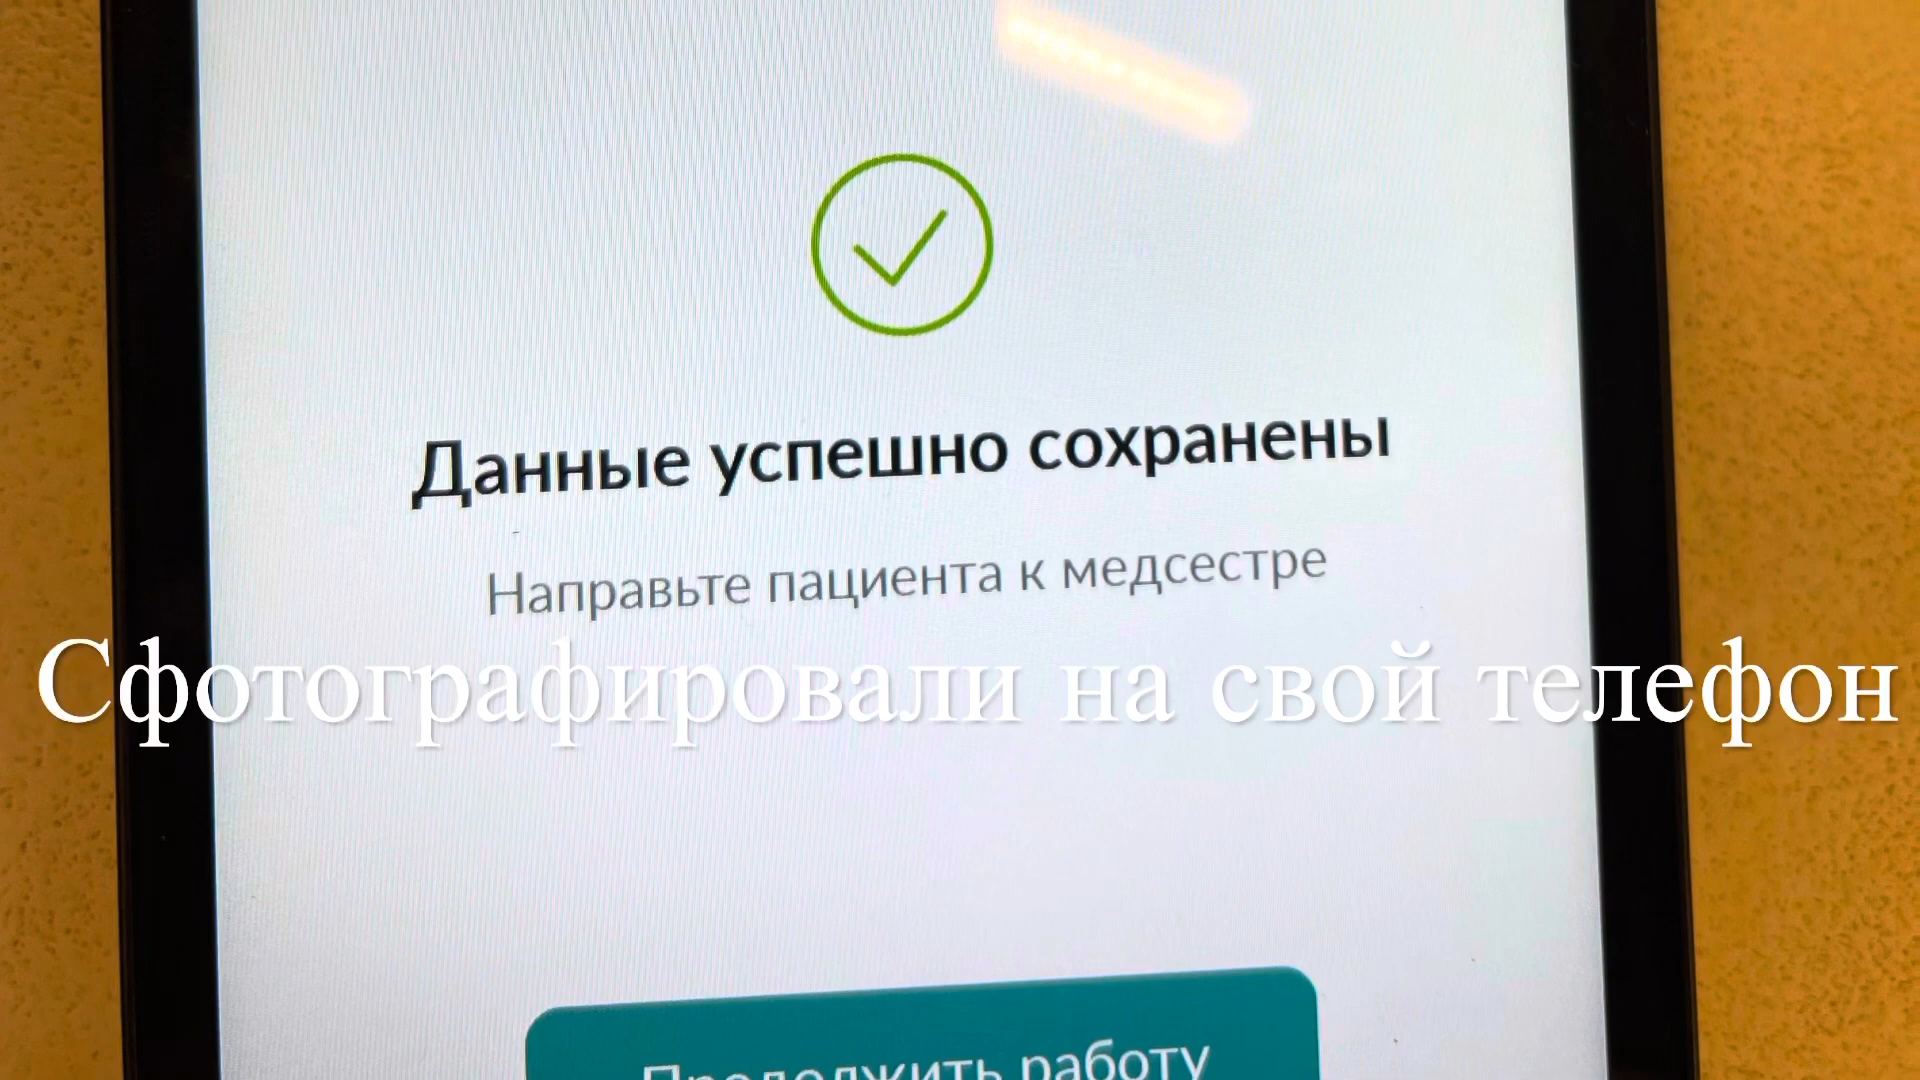 Данные успешно сохранены
Направьте пациента к медсестре
Сфотографировали на свой телефон
Продолжить работу